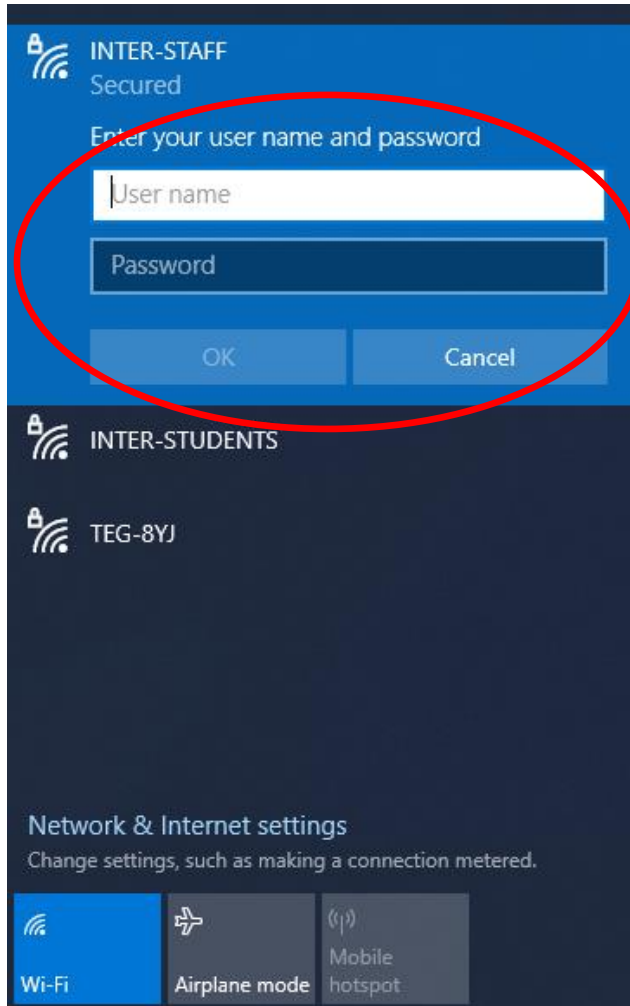 INTER-STAFF
Secured
Enter your user name and password
User name
Password
OK
Cancel
INTER-STUDENTS
TEG-8YJ
Network & Internet settings
Change settings, such as making a connection metered.
Wi-Fi
Airplane mode
Mobile
hotspot